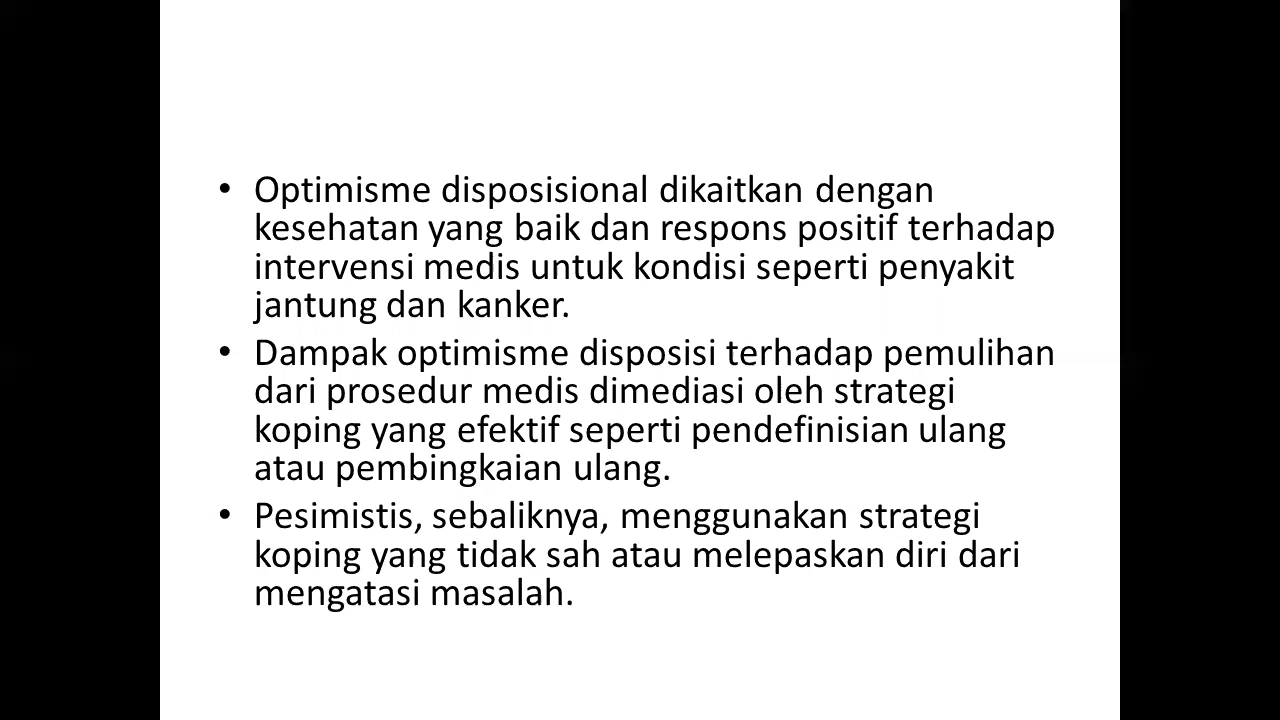 • Optimisme disposisional dikaitkan dengan
kesehatan yang baik dan respons positif terhadap
intervensi medis untuk kondisi seperti penyakit
jantung dan kanker.
• Dampak optimisme disposisi terhadap pemulihan
dari prosedur medis dimediasi oleh strategi
koping yang efektif seperti pendefinisian ulang
atau pembingkaian ulang.
• Pesimistis, sebaliknya, menggunakan strategi
koping yang tidak sah atau melepaskan diri dari
mengatasi masalah.